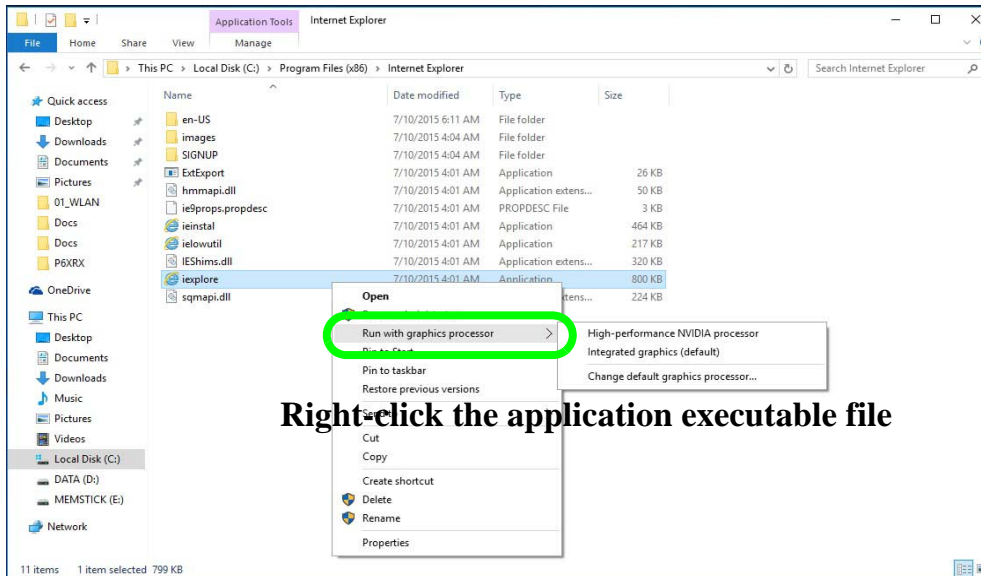 Application Tools Internet Explorer
File Home Share View Manage
This PC > Local Disk (C:) > Program Files (x86) > Internet Explorer
Search Internet Explorer
Quick access
Desktop
Downloads
Documents
Pictures
01_WLAN
Docs
Docs
P6XRX
OneDrive
This PC
Desktop
Documents
Downloads
Music
Pictures
Videos
Local Disk (C:)
DATA (D:)
MEMSTICK (E:)
Network
Name Date modified Type Size
en-US 7/10/2015 6:11 AM File folder
images 7/10/2015 4:04 AM File folder
SIGNUP 7/10/2015 4:04 AM File folder
ExtExport 7/10/2015 4:01 AM Application 26 KB
hmmapi.dll 7/10/2015 4:01 AM Application extens... 50 KB
ie9props.propdesc 7/10/2015 4:01 AM PROPDESC File 3 KB
ieinstal 7/10/2015 4:01 AM Application 464 KB
ielowutil 7/10/2015 4:01 AM Application 217 KB
IEShims.dll 7/10/2015 4:01 AM Application extens... 320 KB
iexplore 7/10/2015 4:01 AM Application 800 KB
sqmapi.dll 224 KB
Open
Run with graphics processor
Pin to Start
Pin to taskbar
Restore previous versions
Cut
Copy
Create shortcut
Delete
Rename
Properties
High-performance NVIDIA processor
Integrated graphics (default)
Change default graphics processor...
Right-click the application executable file
11 items 1 item selected 799 KB